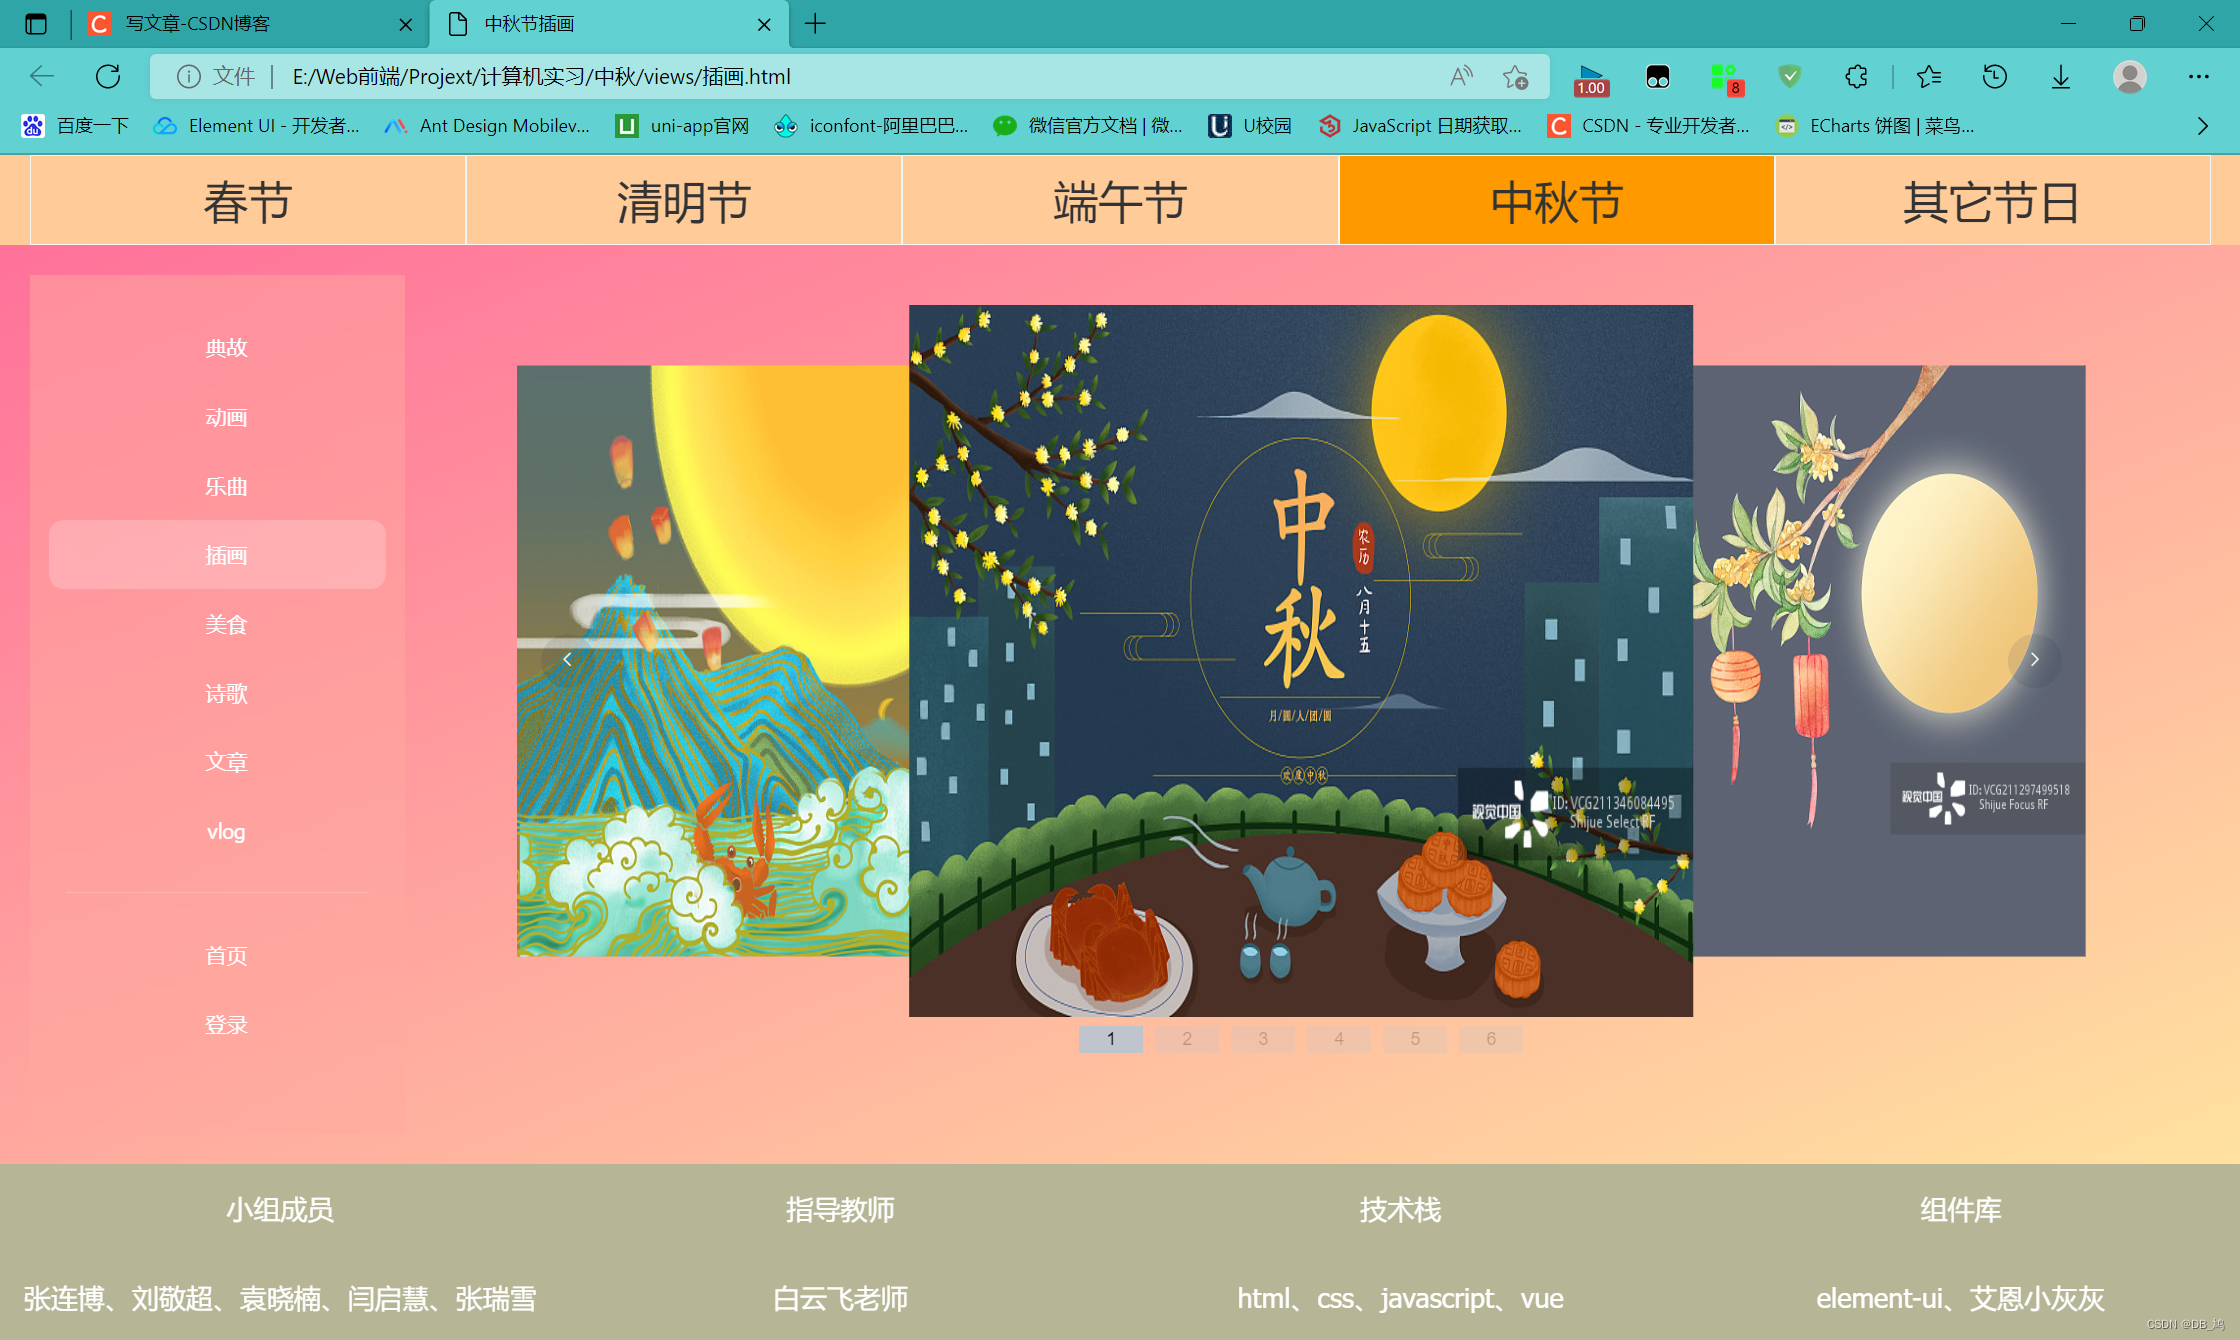 写文章-CSDN博客
中秋节插画
文件 | E:/Web前端/Projext/计算机实习/中秋/views/插画.html
1.00
8
百度一下
Element UI - 开发者...
Ant Design Mobilev...
uni-app官网
iconfont-阿里巴巴...
微信官方文档 | 微...
U校园
JavaScript 日期获取...
CSDN - 专业开发者...
ECharts 饼图 | 菜鸟...
春节
清明节
端午节
中秋节
其它节日
典故
动画
乐曲
插画
美食
诗歌
文章
vlog
首页
登录
中秋
农历
八月十五
月/圆/人/团/圆
欢度中秋
视觉中国
ID: VCG211346084495
Shijue Select RF
视觉中国
ID: VCG211297499518
Shijue Focus RF
1 2 3 4 5 6
小组成员
指导教师
技术栈
组件库
张连博、刘敬超、袁晓楠、闫启慧、张瑞雪
白云飞老师
html、css、javascript、vue
element-ui、艾恩小灰灰
CSDN @DB_鸠